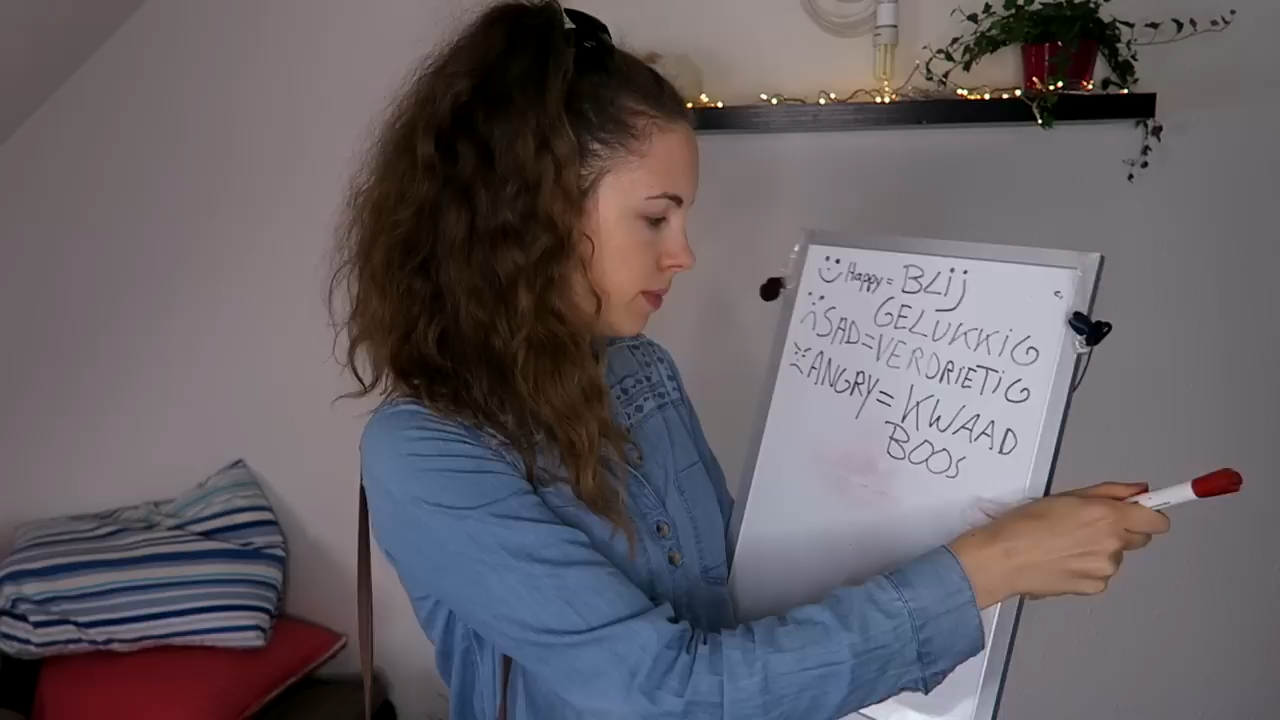 Happy = BLij
GELUKKiG
SAD = VERDRIETiG
ANGRY = KWAAD
BOOS